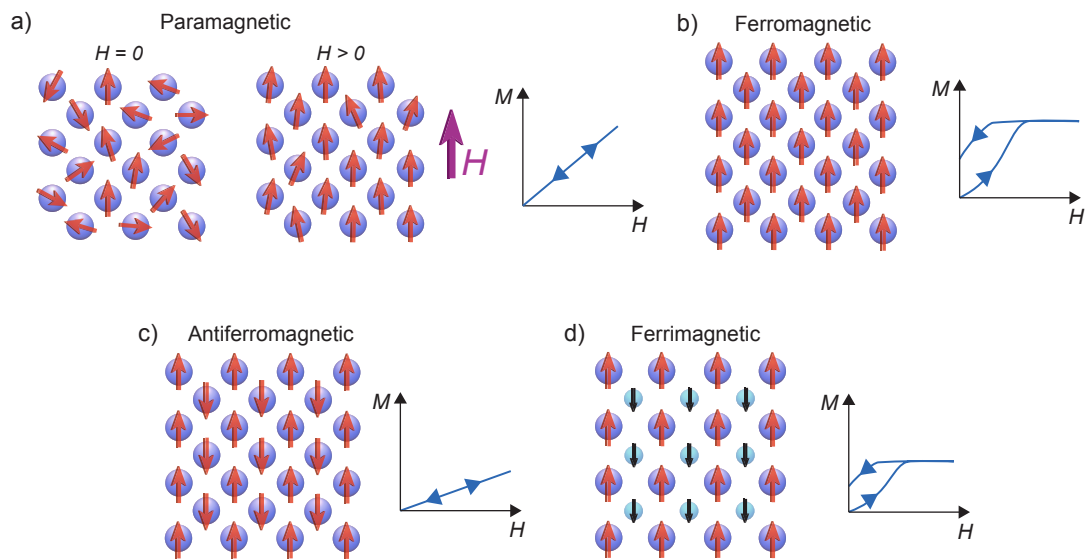 a) Paramagnetic
H = 0
H > 0
H
M
H
b) Ferromagnetic
M
H
c) Antiferromagnetic
M
H
d) Ferrimagnetic
M
H